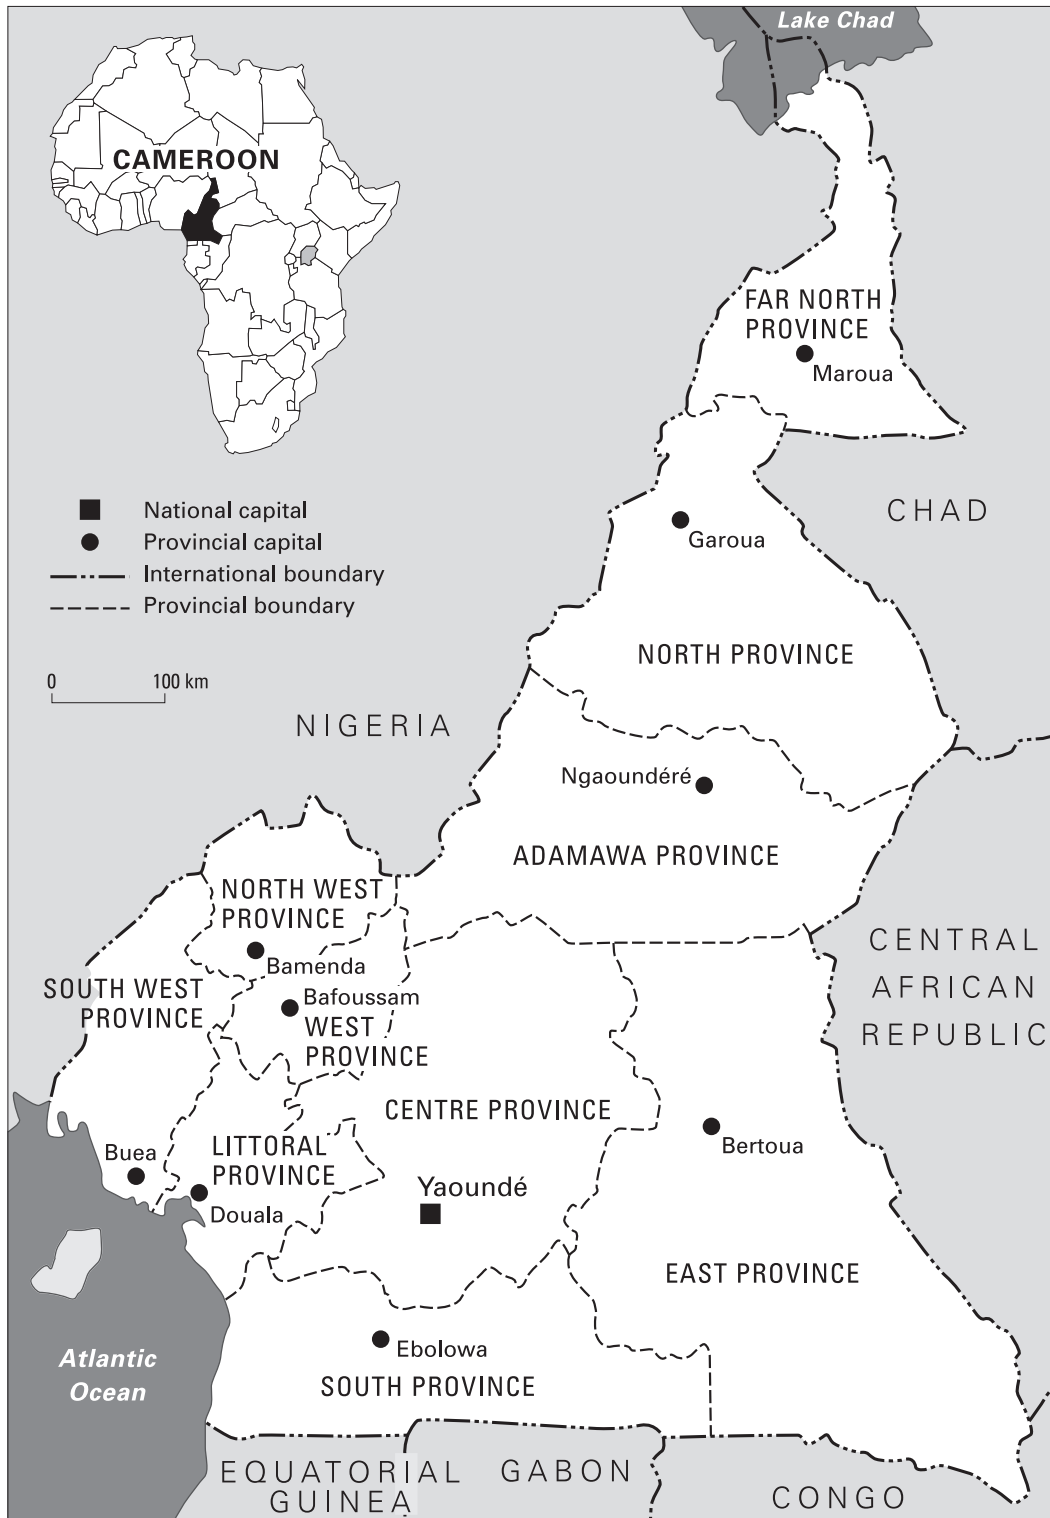 Lake Chad
CAMEROON
FAR NORTH
PROVINCE
Maroua
National capital
Provincial capital
International boundary
Provincial boundary
0 100 km
CHAD
Garoua
NORTH PROVINCE
NIGERIA
Ngaoundéré
ADAMAWA PROVINCE
NORTH WEST
PROVINCE
Bamenda
SOUTH WEST
PROVINCE
Bafoussam
WEST
PROVINCE
CENTRAL
AFRICAN
REPUBLIC
CENTRE PROVINCE
Bertoua
Buea
LITTORAL
PROVINCE
Douala
Yaoundé
EAST PROVINCE
Atlantic
Ocean
Ebolowa
SOUTH PROVINCE
EQUATORIAL
GUINEA
GABON
CONGO